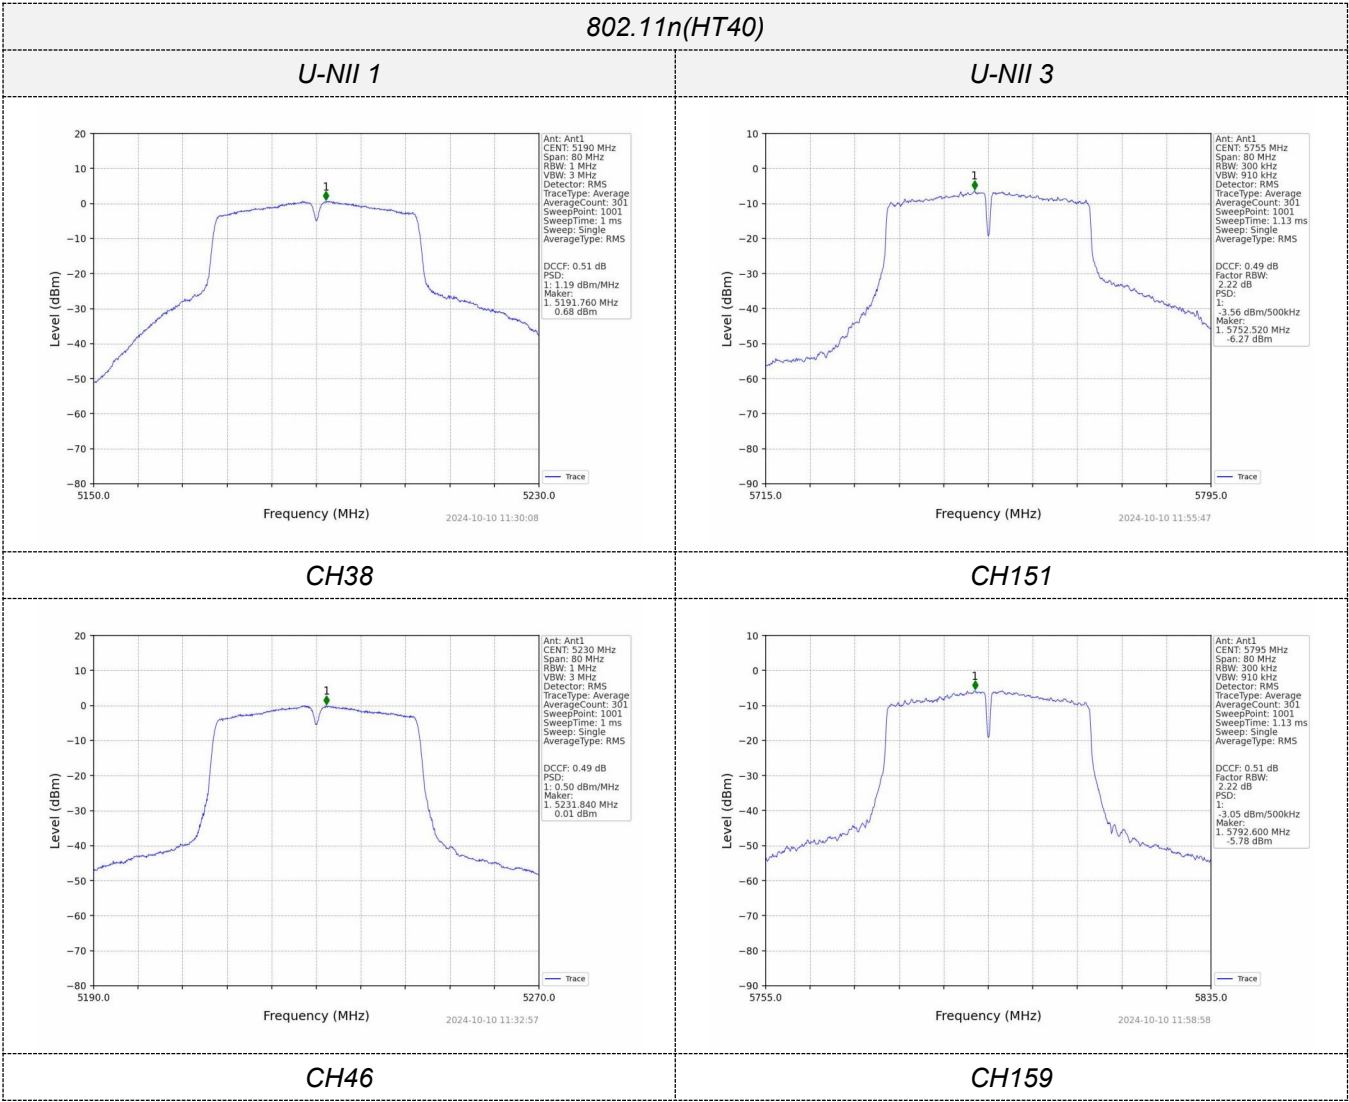 802.11n(HT40)
U-NII 1
U-NII 3
20
10
0
−10
−20
−30
−40
−50
−60
−70
−80
Level (dBm)
5150.0
5230.0
Frequency (MHz)
2024-10-10 11:30:08
Ant: Ant1
CENT: 5190 MHz
Span: 80 MHz
RBW: 1 MHz
VBW: 3 MHz
Detector: RMS
TraceType: Average
AverageCount: 301
SweepPoint: 1001
SweepTime: 1 ms
Sweep: Single
AverageType: RMS
DCCF: 0.51 dB
PSD:
1: 1.19 dBm/MHz
Maker:
1. 5191.760 MHz
0.68 dBm
1
Trace
10
0
−10
−20
−30
−40
−50
−60
−70
−80
−90
Level (dBm)
5715.0
5795.0
Frequency (MHz)
2024-10-10 11:55:47
Ant: Ant1
CENT: 5755 MHz
Span: 80 MHz
RBW: 300 kHz
VBW: 910 kHz
Detector: RMS
TraceType: Average
AverageCount: 301
SweepPoint: 1001
SweepTime: 1.13 ms
Sweep: Single
AverageType: RMS
DCCF: 0.49 dB
Factor RBW:
2.22 dB
PSD:
1:
-3.56 dBm/500kHz
Maker:
1. 5752.520 MHz
-6.27 dBm
1
Trace
CH38
CH151
20
10
0
−10
−20
−30
−40
−50
−60
−70
−80
Level (dBm)
5190.0
5270.0
Frequency (MHz)
2024-10-10 11:32:57
Ant: Ant1
CENT: 5230 MHz
Span: 80 MHz
RBW: 1 MHz
VBW: 3 MHz
Detector: RMS
TraceType: Average
AverageCount: 301
SweepPoint: 1001
SweepTime: 1 ms
Sweep: Single
AverageType: RMS
DCCF: 0.49 dB
PSD:
1: 0.50 dBm/MHz
Maker:
1. 5231.840 MHz
0.01 dBm
1
Trace
10
0
−10
−20
−30
−40
−50
−60
−70
−80
−90
Level (dBm)
5755.0
5835.0
Frequency (MHz)
2024-10-10 11:58:58
Ant: Ant1
CENT: 5795 MHz
Span: 80 MHz
RBW: 300 kHz
VBW: 910 kHz
Detector: RMS
TraceType: Average
AverageCount: 301
SweepPoint: 1001
SweepTime: 1.13 ms
Sweep: Single
AverageType: RMS
DCCF: 0.51 dB
Factor RBW:
2.22 dB
PSD:
1:
-3.05 dBm/500kHz
Maker:
1. 5792.600 MHz
-5.78 dBm
1
Trace
CH46
CH159